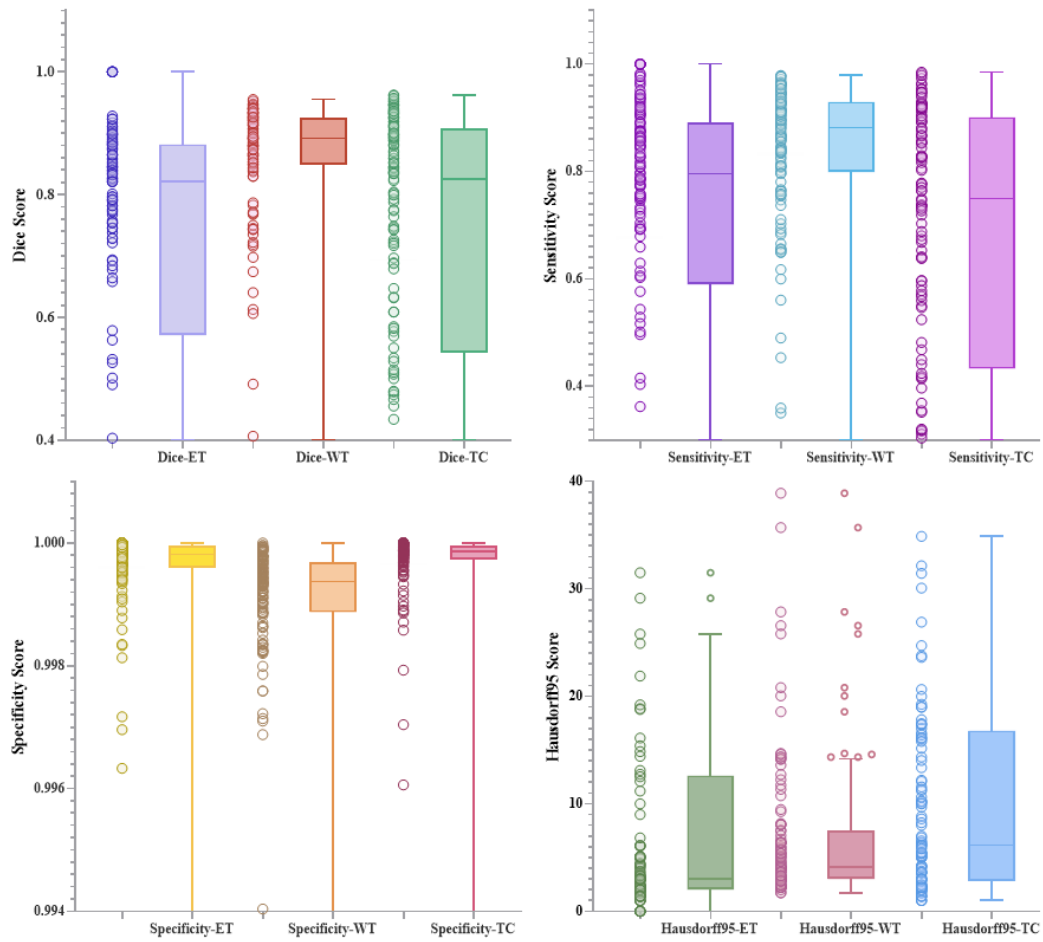 Dice Score
1.0
0.8
0.6
0.4
Dice-ET Dice-WT Dice-TC
Sensitivity Score
1.0
0.8
0.6
0.4
Sensitivity-ET Sensitivity-WT Sensitivity-TC
Specificity Score
1.000
0.998
0.996
0.994
Specificity-ET Specificity-WT Specificity-TC
Hausdorff95 Score
40
30
20
10
0
Hausdorff95-ET Hausdorff95-WT Hausdorff95-TC